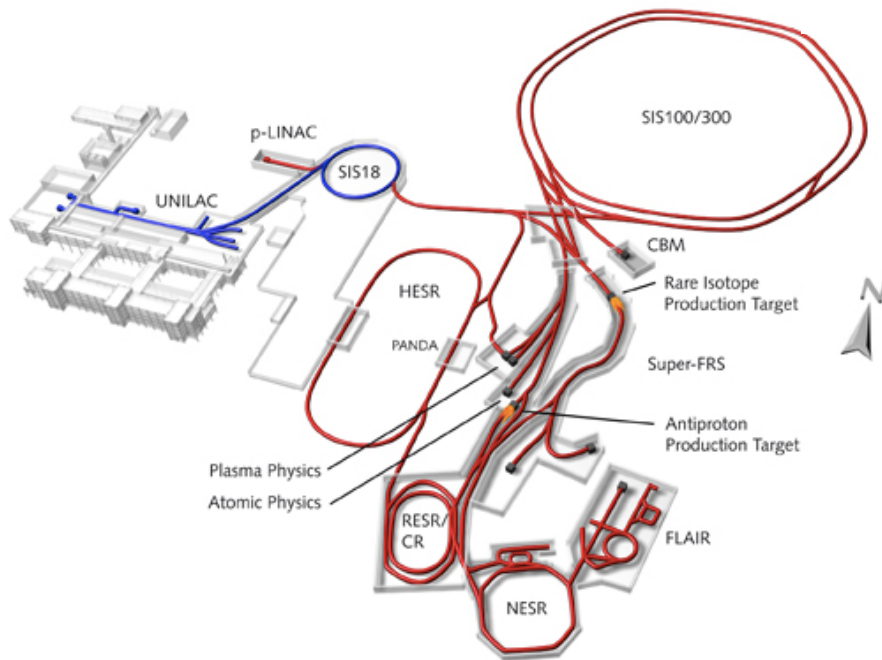 SIS100/300
p-LINAC
SIS18
UNILAC
CBM
HESR
Rare Isotope
Production Target
N
PANDA
Super-FRS
Antiproton
Production Target
Plasma Physics
Atomic Physics
RESR/
CR
FLAIR
NESR